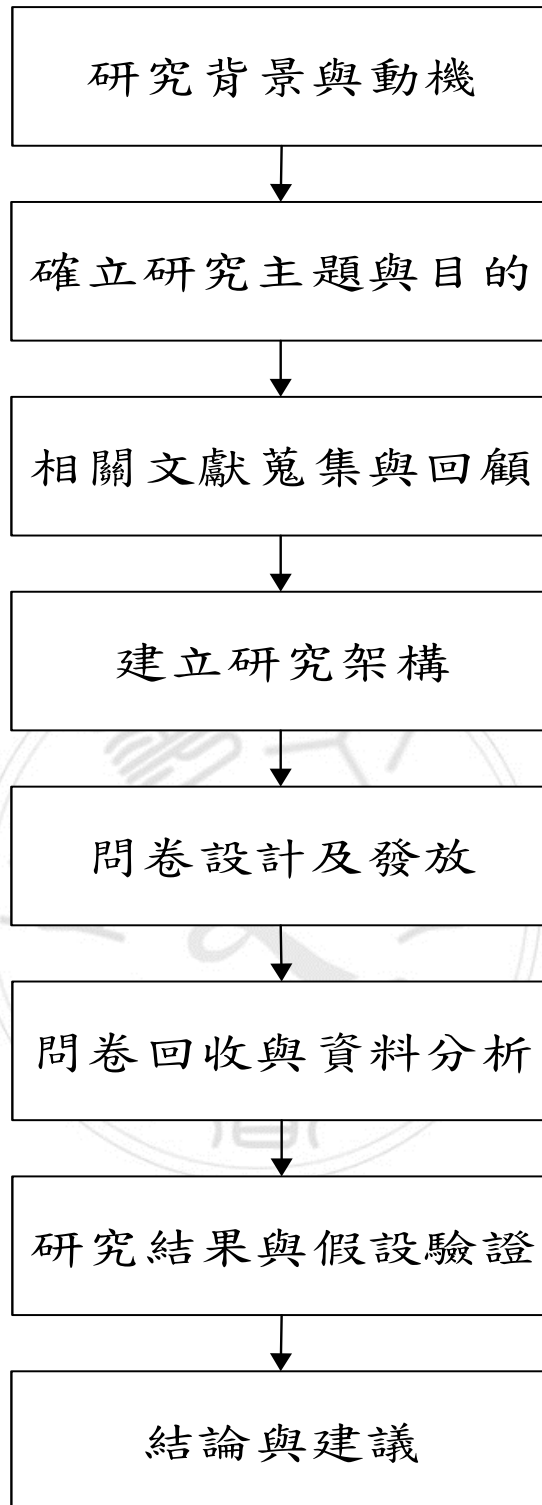 研究背景與動機
確立研究主題與目的
相關文獻蒐集與回顧
建立研究架構
問卷設計及發放
問卷回收與資料分析
研究結果與假設驗證
結論與建議